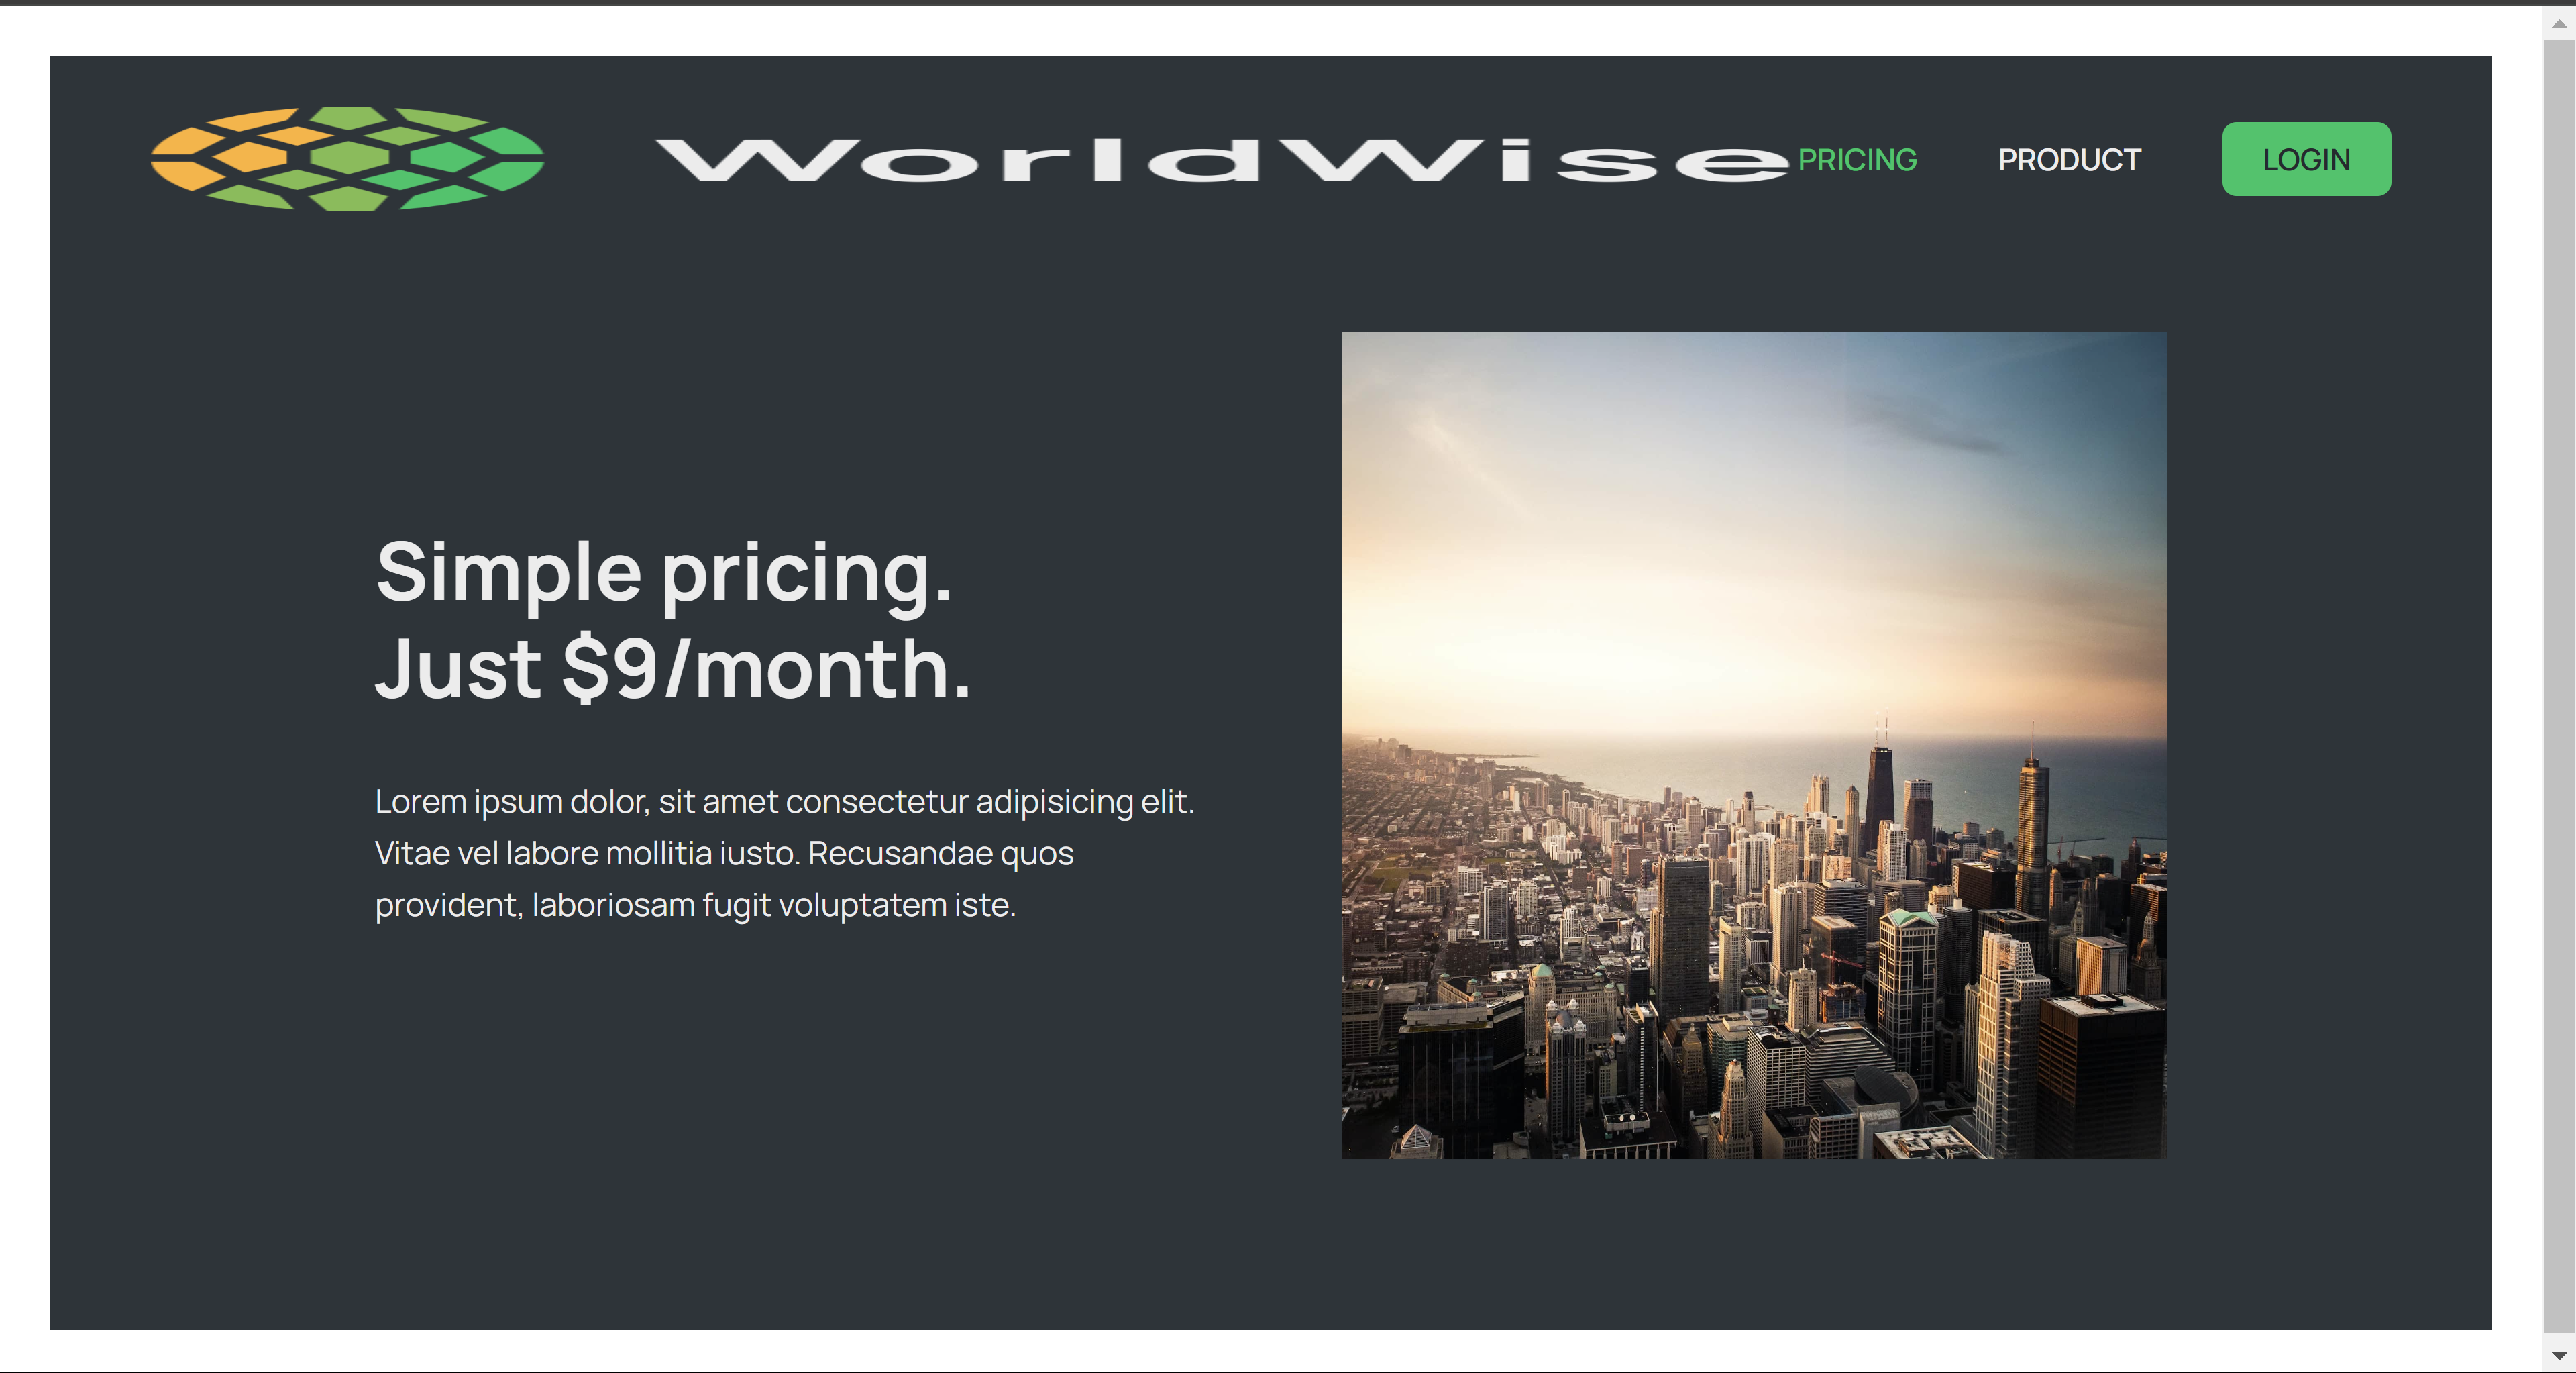 WorldWise
PRICING
PRODUCT
LOGIN
Simple pricing.
Just $9/month.
Lorem ipsum dolor, sit amet consectetur adipisicing elit.
Vitae vel labore mollitia iusto. Recusandae quos
provident, laboriosam fugit voluptatem iste.